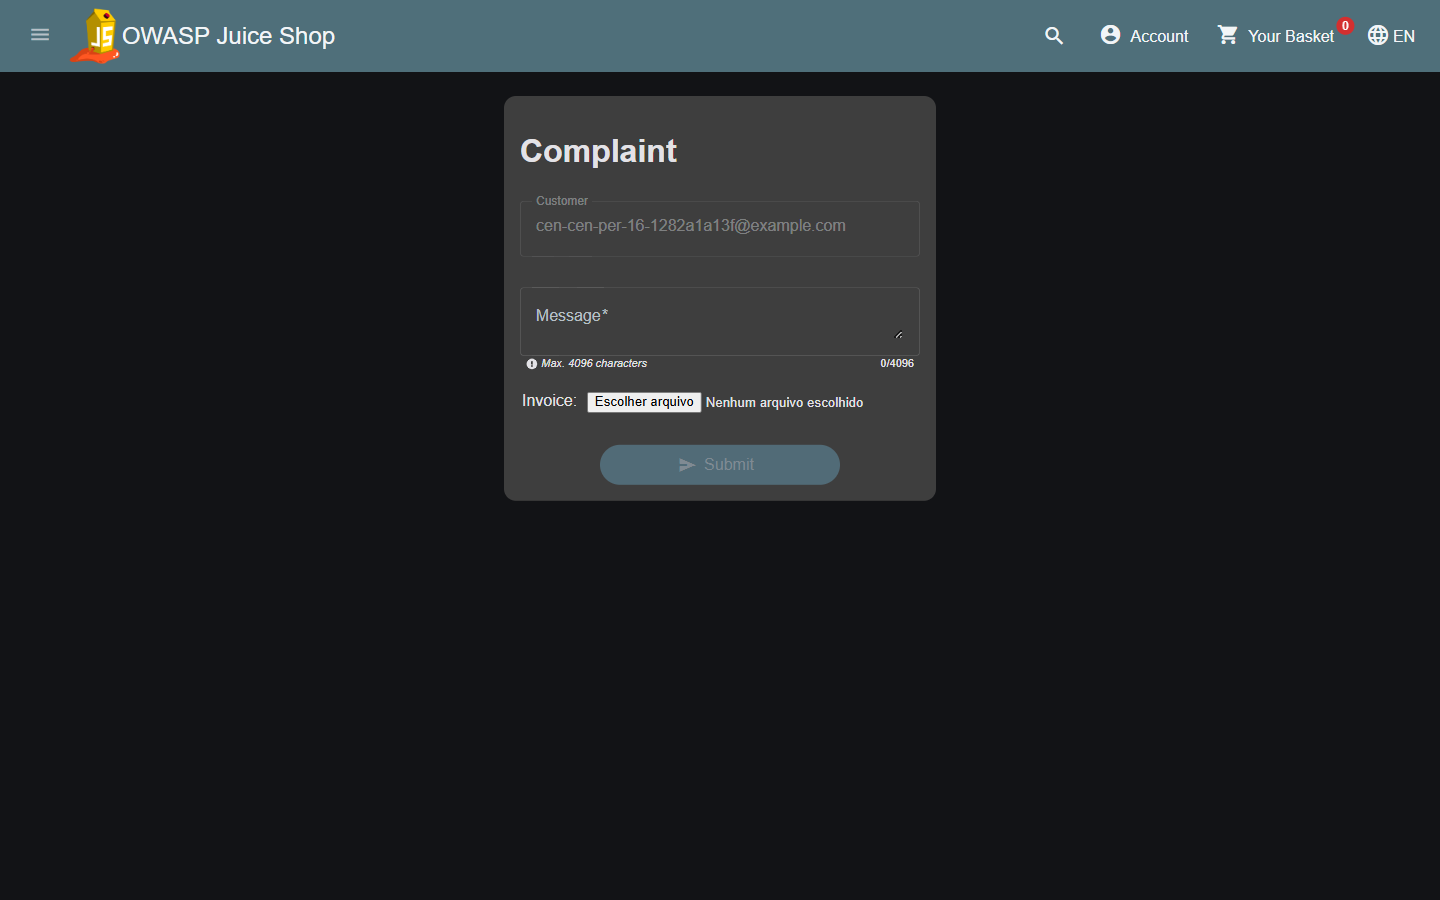 OWASP Juice Shop
Account
Your Basket
0
EN
Complaint
Customer
cen-cen-per-16-1282a1a13f@example.com
Message*
Max. 4096 characters
0/4096
Invoice: Escolher arquivo Nenhum arquivo escolhido
Submit
JS